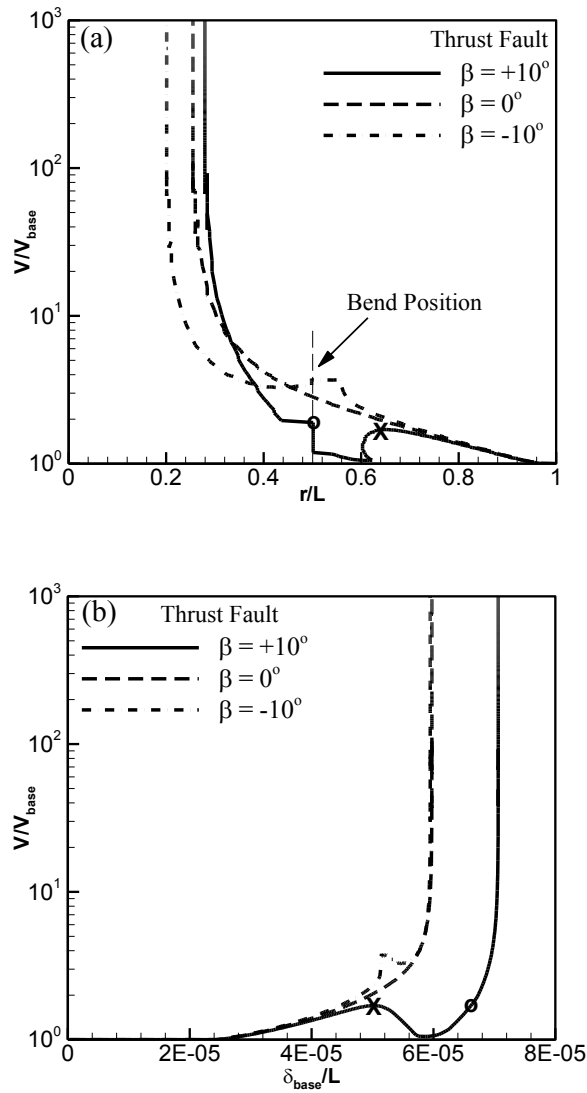 (a)
Thrust Fault
β = +10°
β = 0°
β = -10°
Bend Position
V/V_base
10³
10²
10¹
10⁰
0 0.2 0.4 0.6 0.8 1
r/L
O
X
(b)
Thrust Fault
β = +10°
β = 0°
β = -10°
V/V_base
10³
10²
10¹
10⁰
2E-05 4E-05 6E-05 8E-05
δ_base/L
X
O